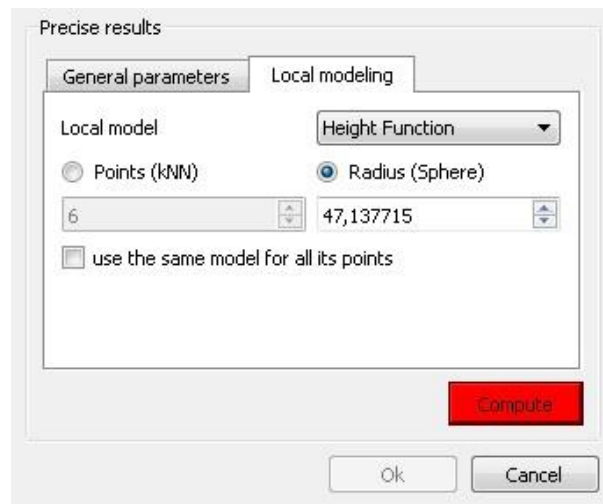 Precise results
General parameters Local modeling
Local model Height Function
Points (kNN) Radius (Sphere)
6 47,137715
use the same model for all its points
Compute
Ok Cancel